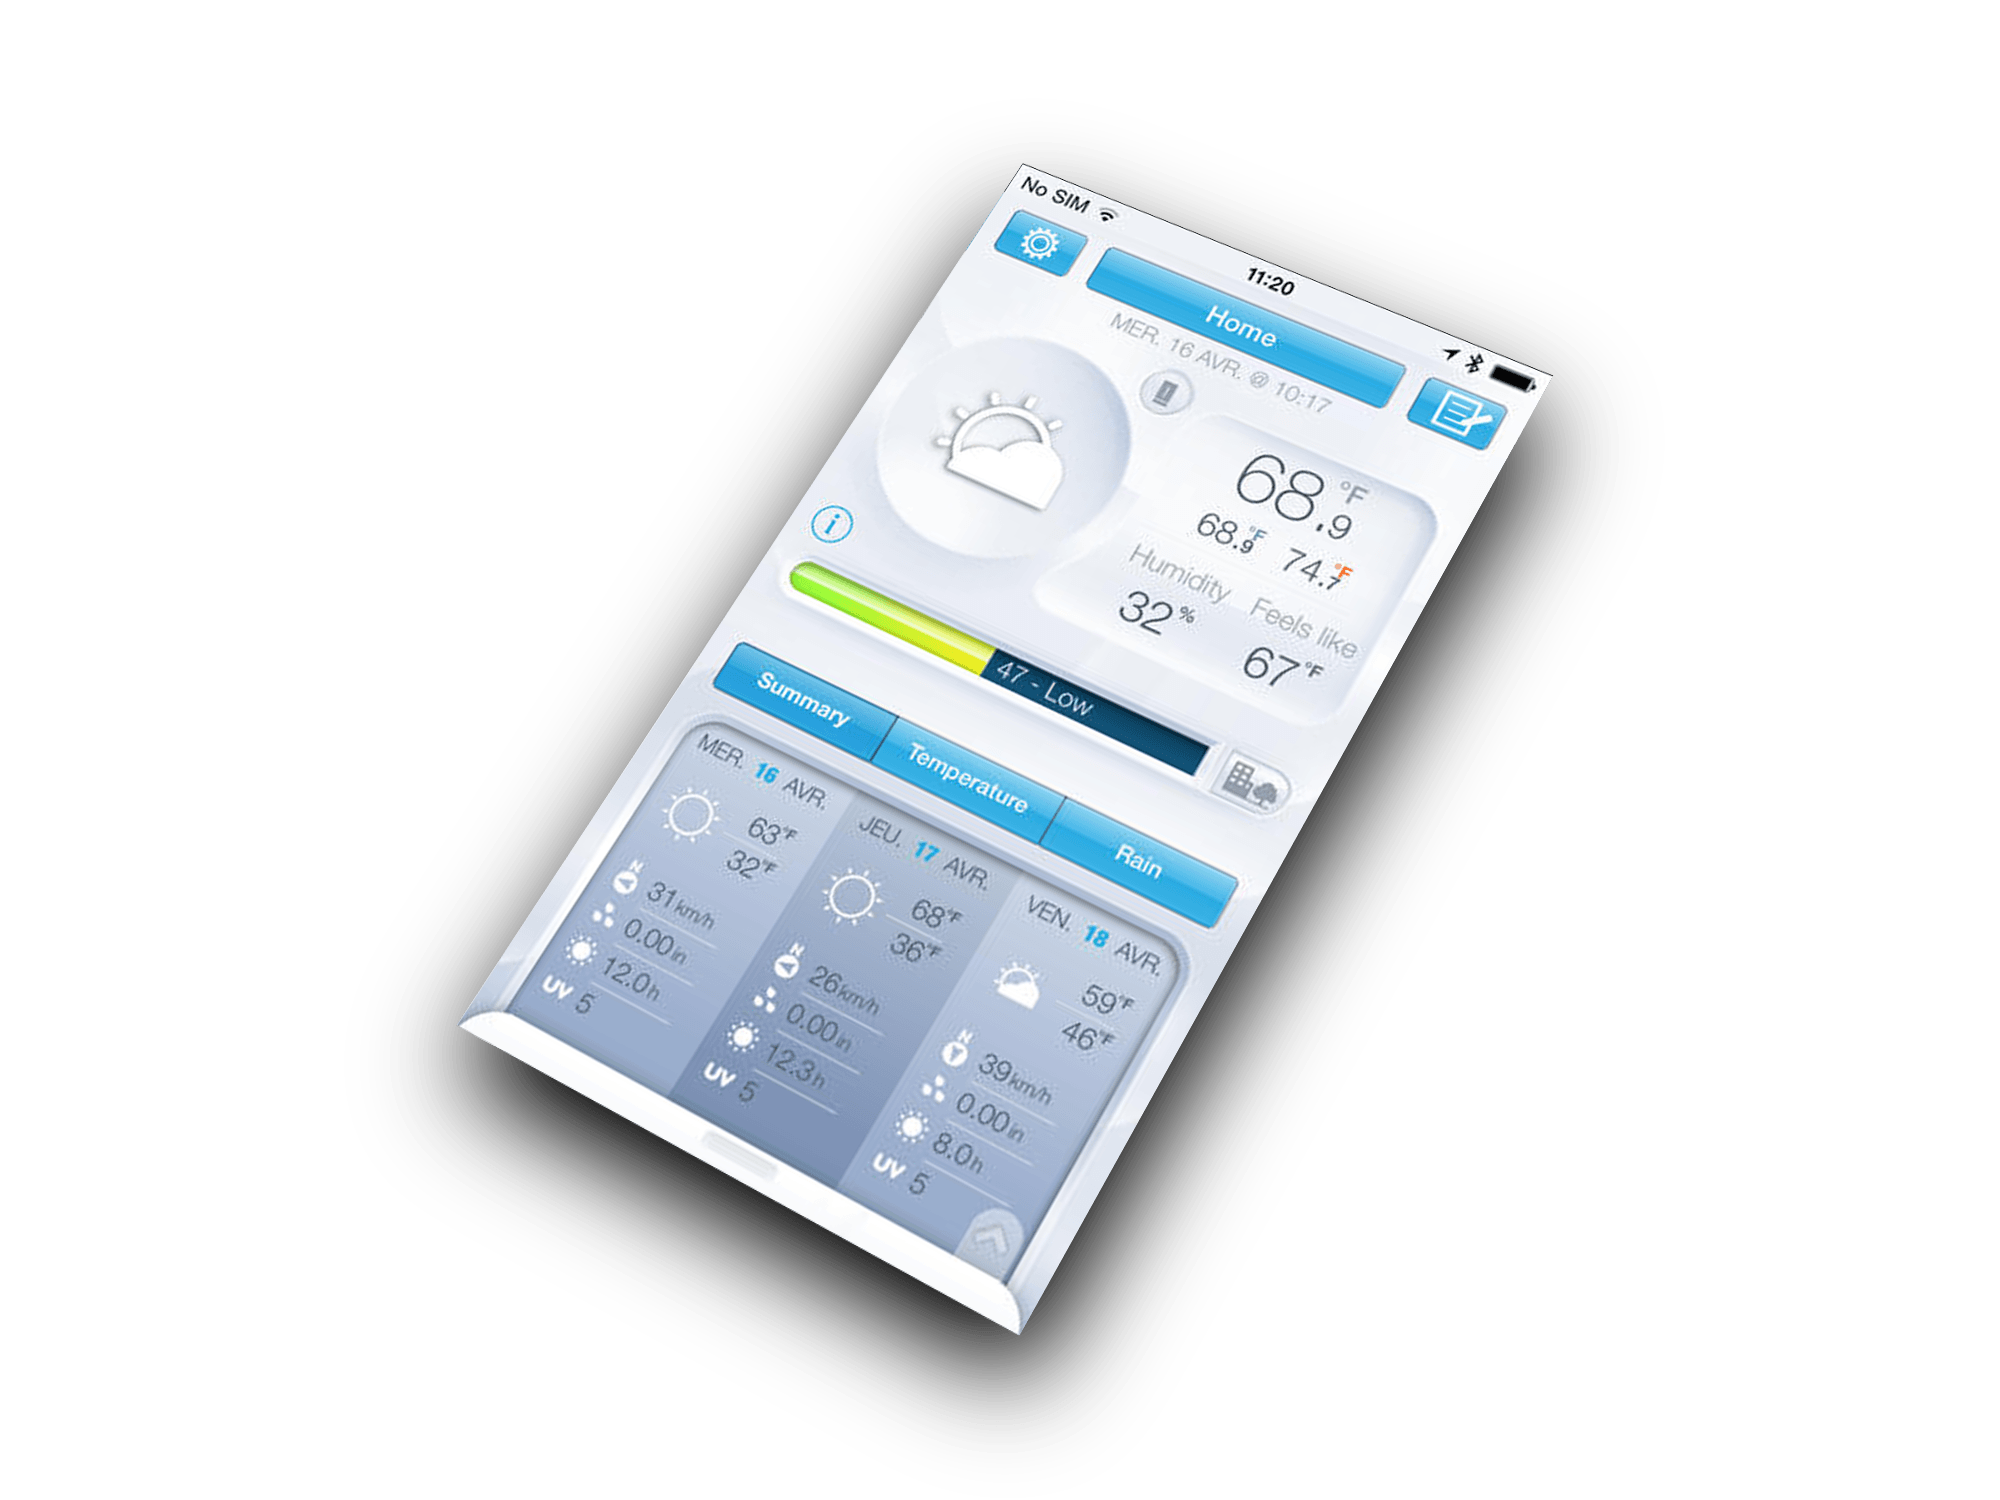 No SIM
11:20
Home
MER. 16 AVR. @ 10:17
68.9 °F
68.9 °F 74.7 °F
Humidity Feels like
32 % 67 °F
i
47 - Low
Summary Temperature Rain
MER. 16 AVR.
63°F
32°F
N
31 km/h
0.00 in
12.0 h
UV 5
JEU. 17 AVR.
68°F
36°F
N
26 km/h
0.00 in
12.3 h
UV 5
VEN. 18 AVR.
59°F
46°F
N
39 km/h
0.00 in
8.0 h
UV 5